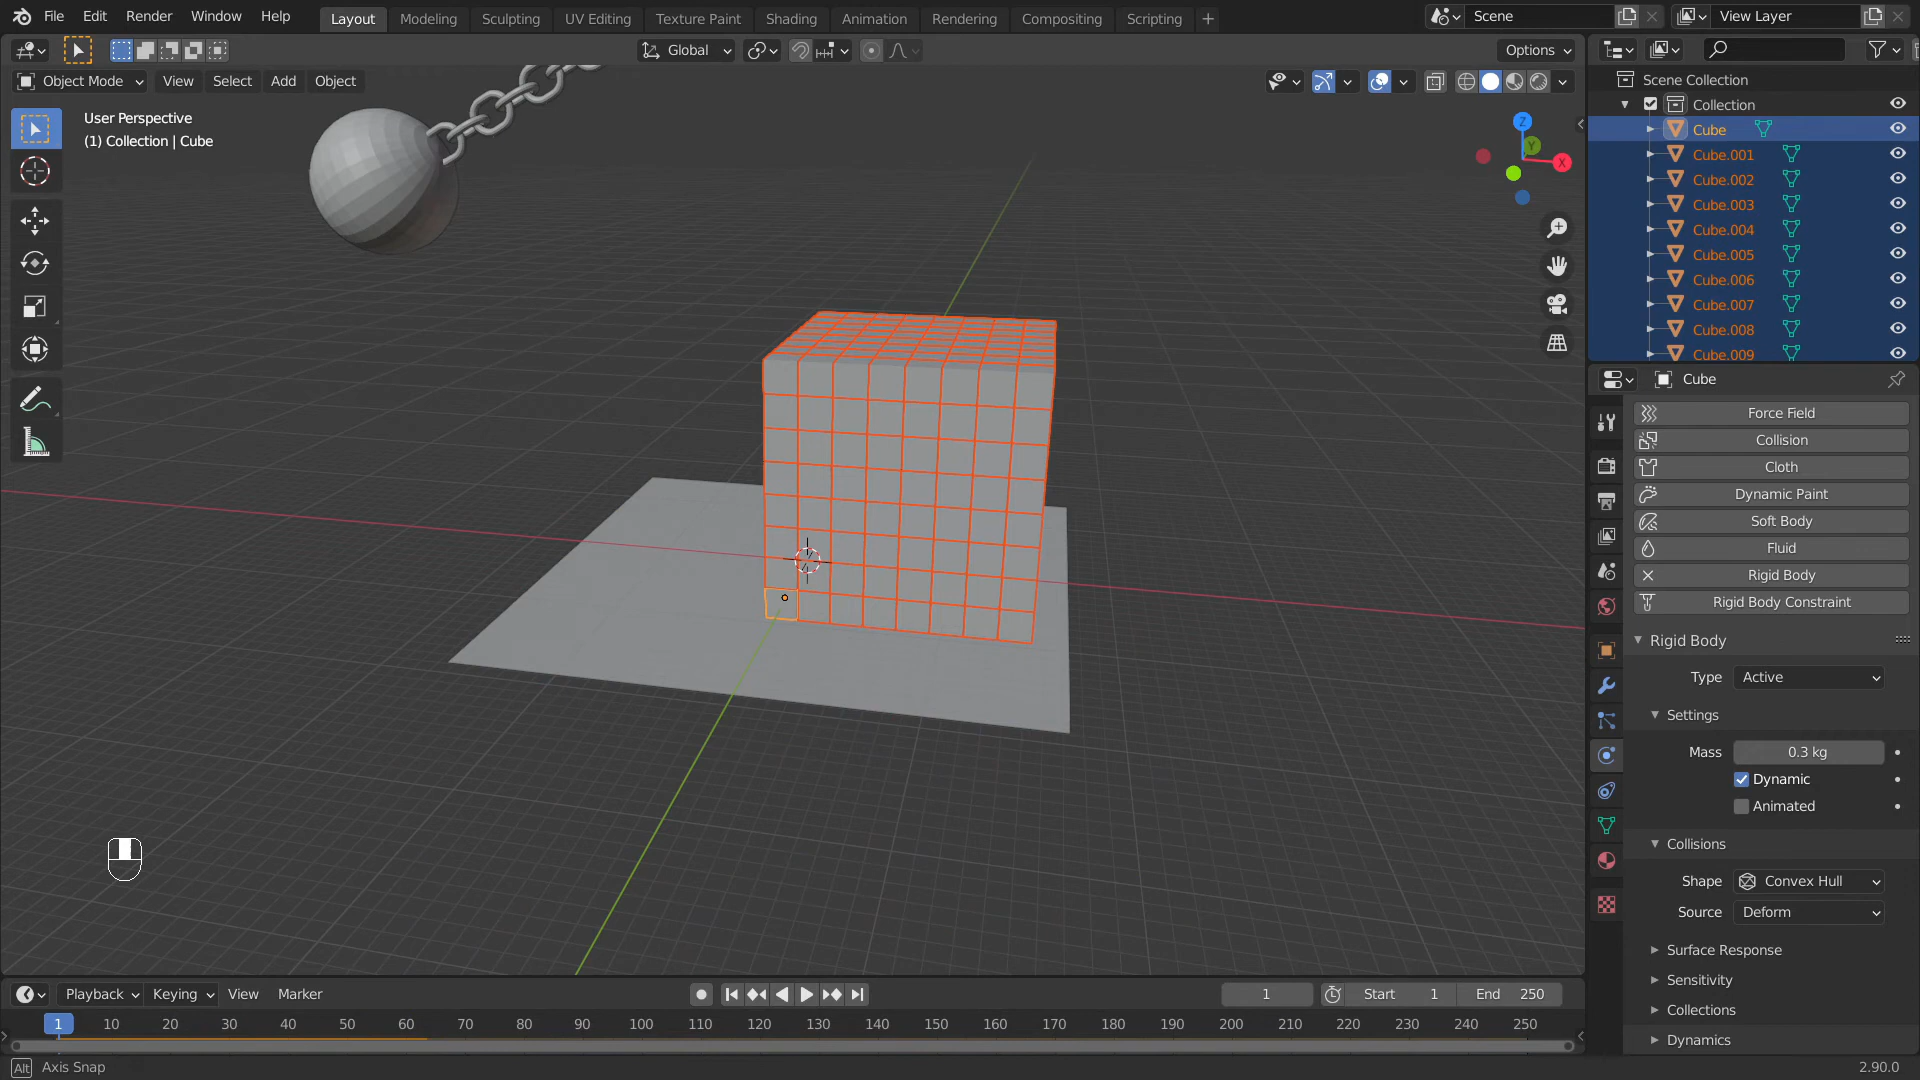 File Edit Render Window Help Layout Modeling Sculpting UV Editing Texture Paint Shading Animation Rendering Compositing Scripting + Scene View Layer
Global Options
Object Mode View Select Add Object
User Perspective
(1) Collection | Cube
Z
Y
X
Scene Collection
Collection
Cube
Cube.001
Cube.002
Cube.003
Cube.004
Cube.005
Cube.006
Cube.007
Cube.008
Cube.009
Cube
Force Field
Collision
Cloth
Dynamic Paint
Soft Body
Fluid
Rigid Body
Rigid Body Constraint
Rigid Body
Type Active
Settings
Mass 0.3 kg
Dynamic
Animated
Collisions
Shape Convex Hull
Source Deform
Surface Response
Sensitivity
Collections
Dynamics
Playback Keying View Marker 1 Start 1 End 250
1 10 20 30 40 50 60 70 80 90 100 110 120 130 140 150 160 170 180 190 200 210 220 230 240 250
Alt Axis Snap 2.90.0